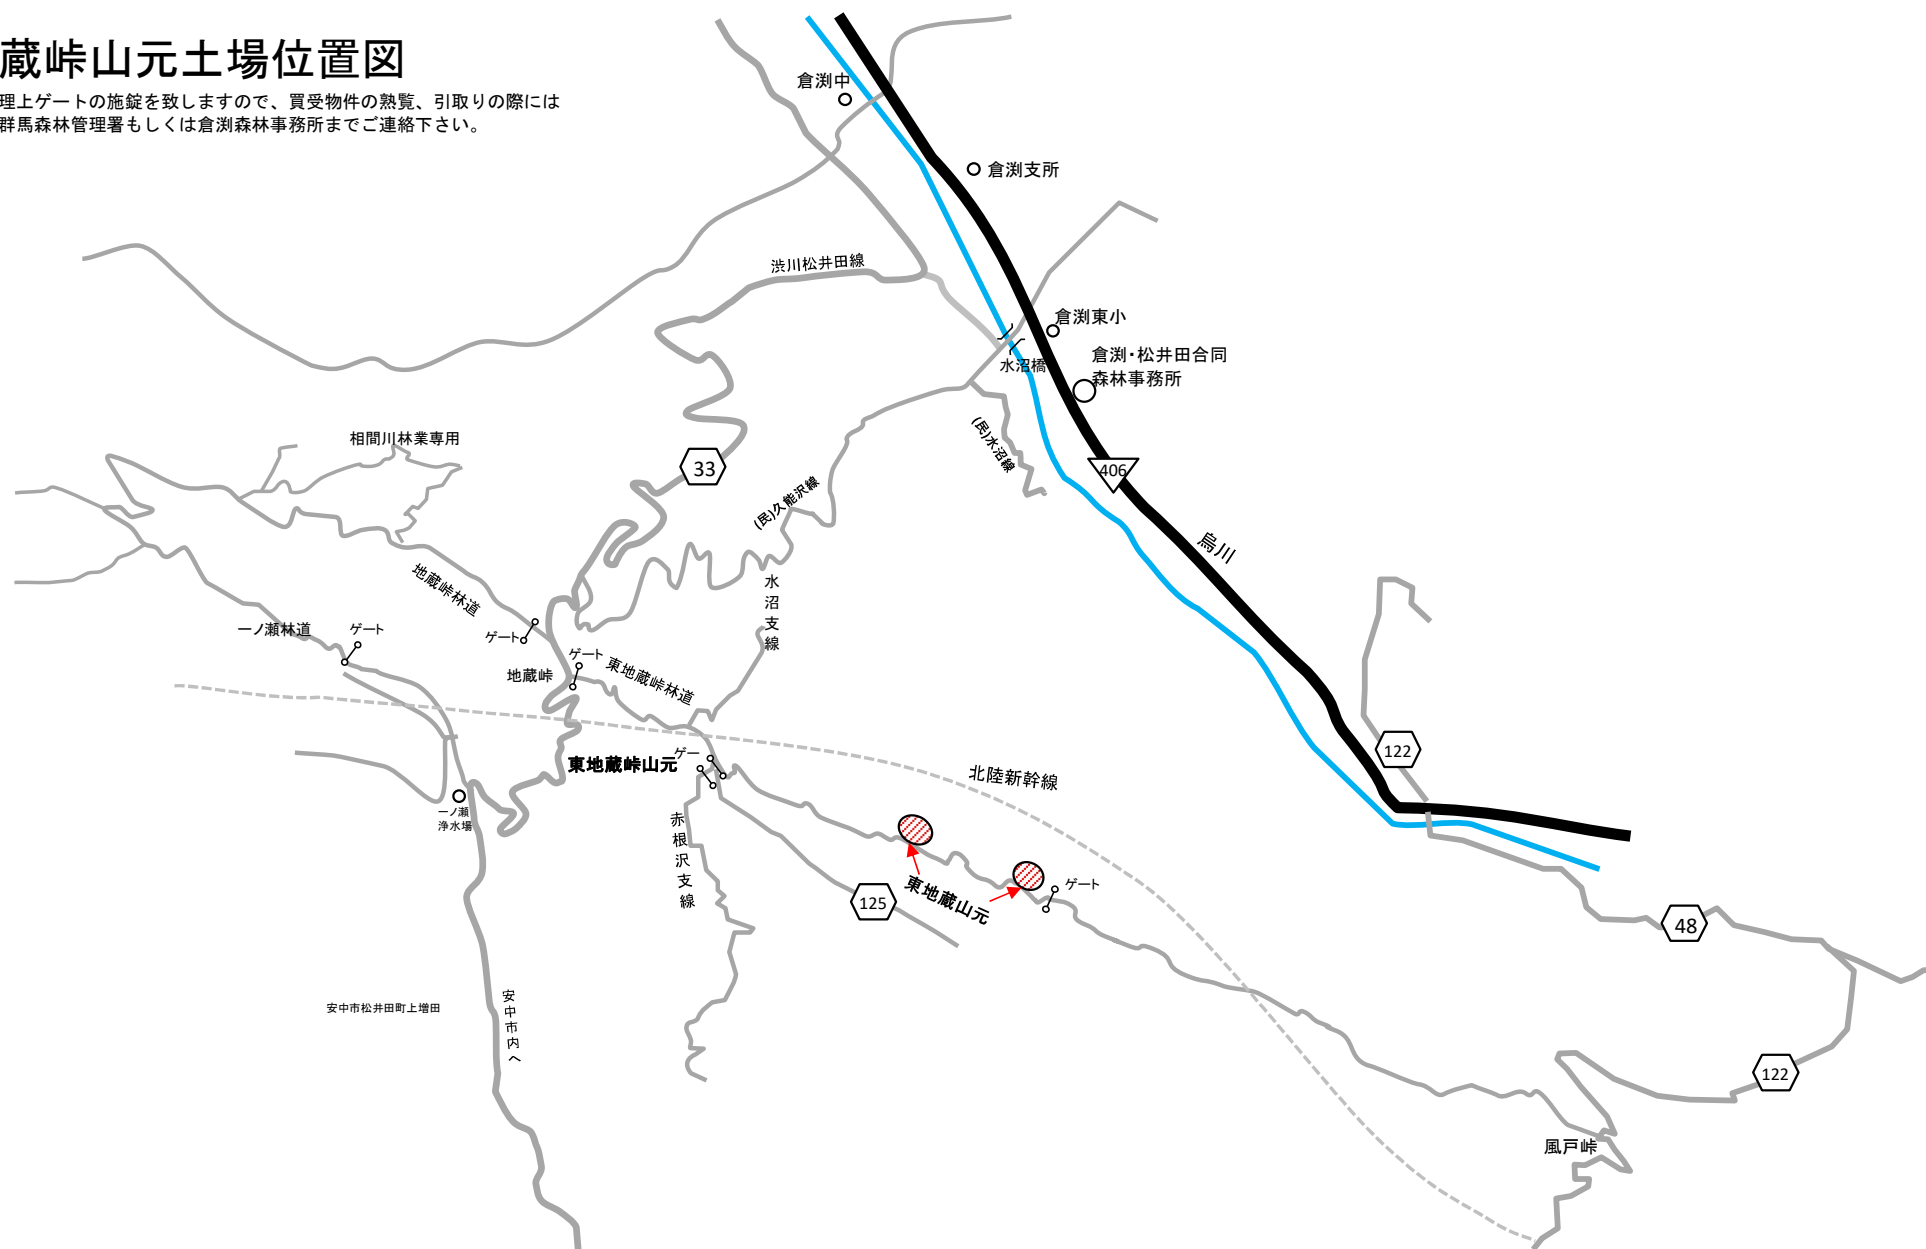 蔵峠山元土場位置図
理上ゲートの施錠を致しますので、買受物件の熟覧、引取りの際には
群馬森林管理署もしくは倉渕森林事務所までご連絡下さい。
倉渕中
倉渕支所
渋川松井田線
倉渕東小
水沼橋
倉渕・松井田合同
森林事務所
相間川林業専用
33
(民)水沼線
406
(民)久能沢線
烏川
地蔵峠林道
水沼支線
一ノ瀬林道
ゲート
ゲート
ゲート
地蔵峠
東地蔵峠林道
ゲー
東地蔵峠山元
北陸新幹線
122
一ノ瀬
浄水場
赤根沢支線
東地蔵山元
ゲート
125
48
安中市松井田町上増田
安中市内へ
122
風戸峠